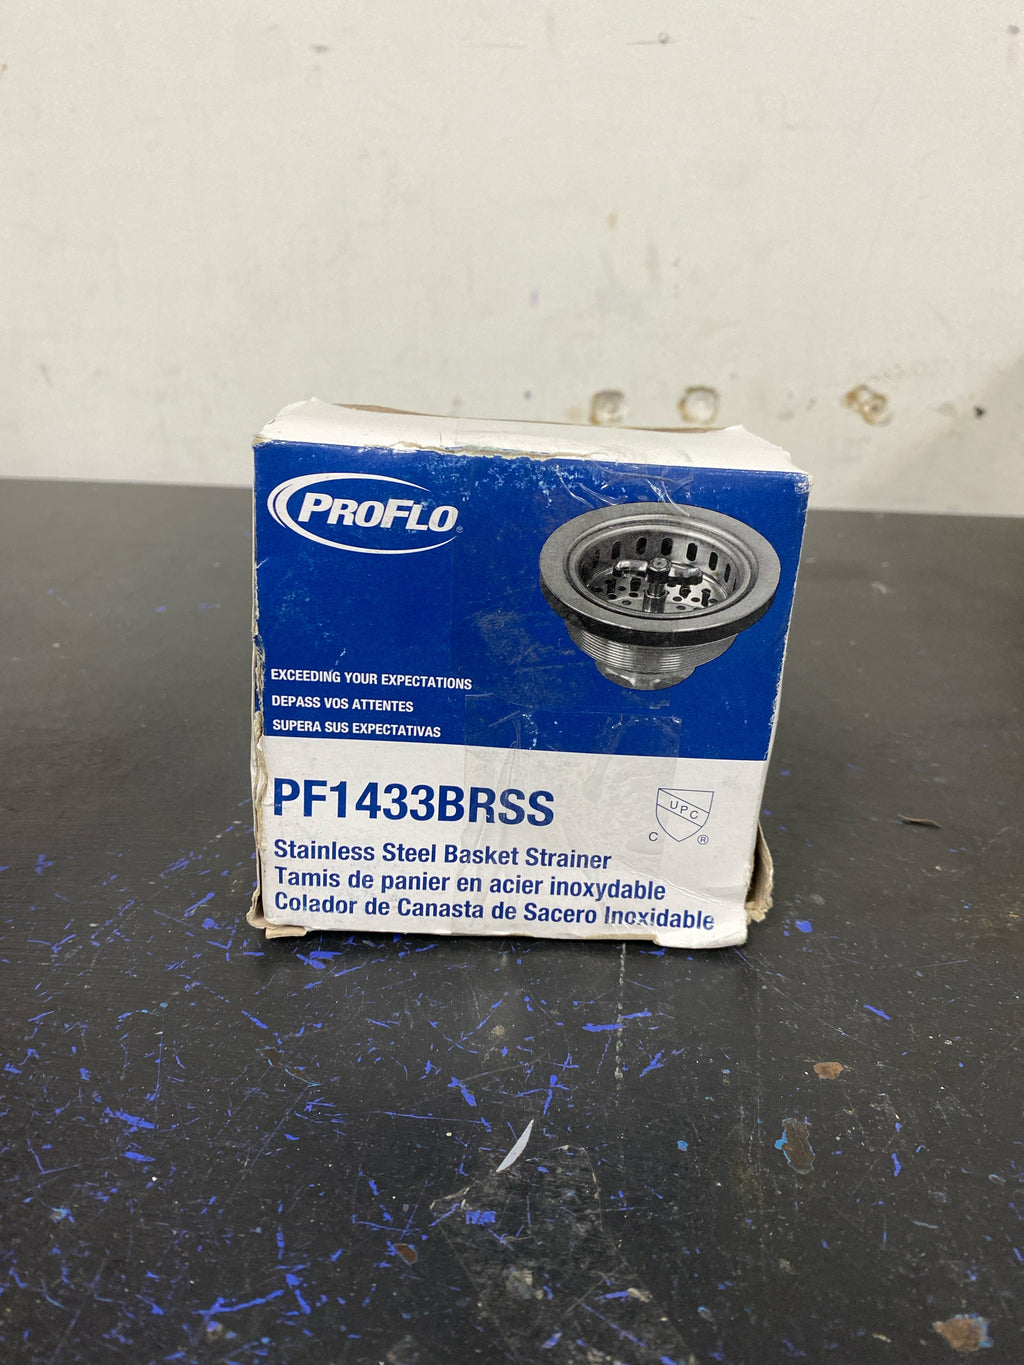 PROFLO®
EXCEEDING YOUR EXPECTATIONS
DEPASS VOS ATTENTES
SUPERA SUS EXPECTATIVAS
PF1433BRSS
UPC
C ®
Stainless Steel Basket Strainer
Tamis de panier en acier inoxydable
Colador de Canasta de Sacero Inoxidable